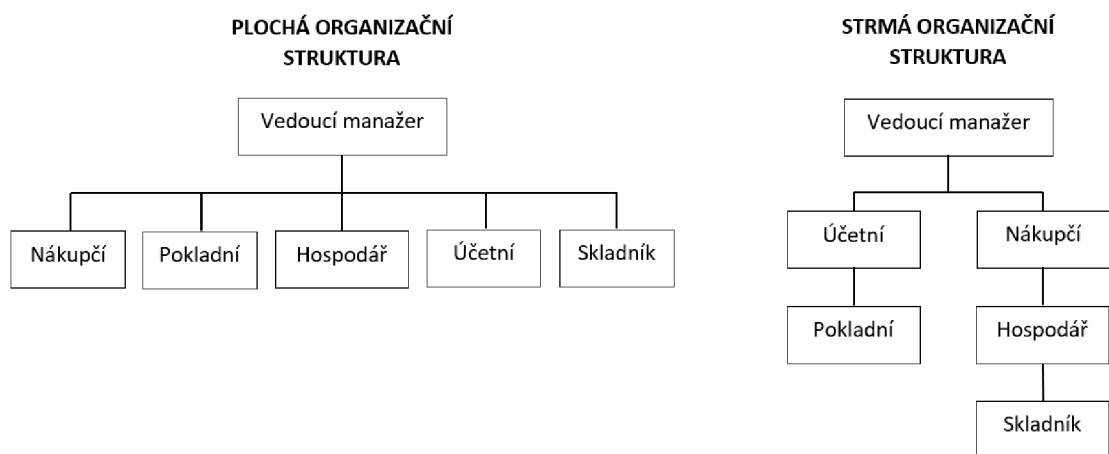 PLOCHÁ ORGANIZAČNÍ
STRUKTURA
Vedoucí manažer
Nákupčí
Pokladní
Hospodář
Účetní
Skladník
STRMÁ ORGANIZAČNÍ
STRUKTURA
Vedoucí manažer
Účetní
Nákupčí
Pokladní
Hospodář
Skladník